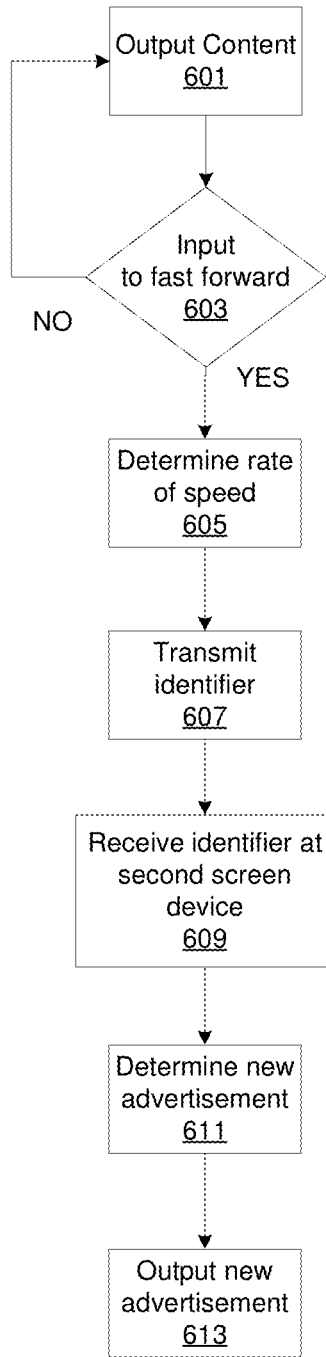 Output Content
601
Input
to fast forward
603
NO
YES
Determine rate
of speed
605
Transmit
identifier
607
Receive identifier at
second screen
device
609
Determine new
advertisement
611
Output new
advertisement
613